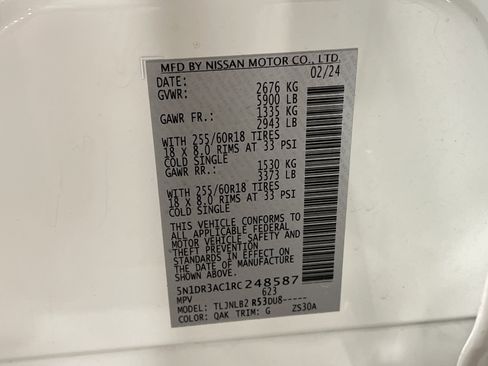 MFD BY NISSAN MOTOR CO., LTD.
DATE: 02/24
GVWR: 2676 KG
5900 LB
GAWR FR.: 1335 KG
2943 LB
WITH 255/60R18 TIRES
18 X 8.0 RIMS AT 33 PSI
COLD SINGLE
GAWR RR.: 1530 KG
3373 LB
WITH 255/60R18 TIRES
18 X 8.0 RIMS AT 33 PSI
COLD SINGLE
THIS VEHICLE CONFORMS TO
ALL APPLICABLE FEDERAL
MOTOR VEHICLE SAFETY AND
THEFT PREVENTION
STANDARDS IN EFFECT ON
THE DATE OF MANUFACTURE
SHOWN ABOVE.
5N1DR3AC1RC248587
MPV 623
MODEL: TLJNLB2 R53DU8-----
COLOR: QAK TRIM: G ZS30A